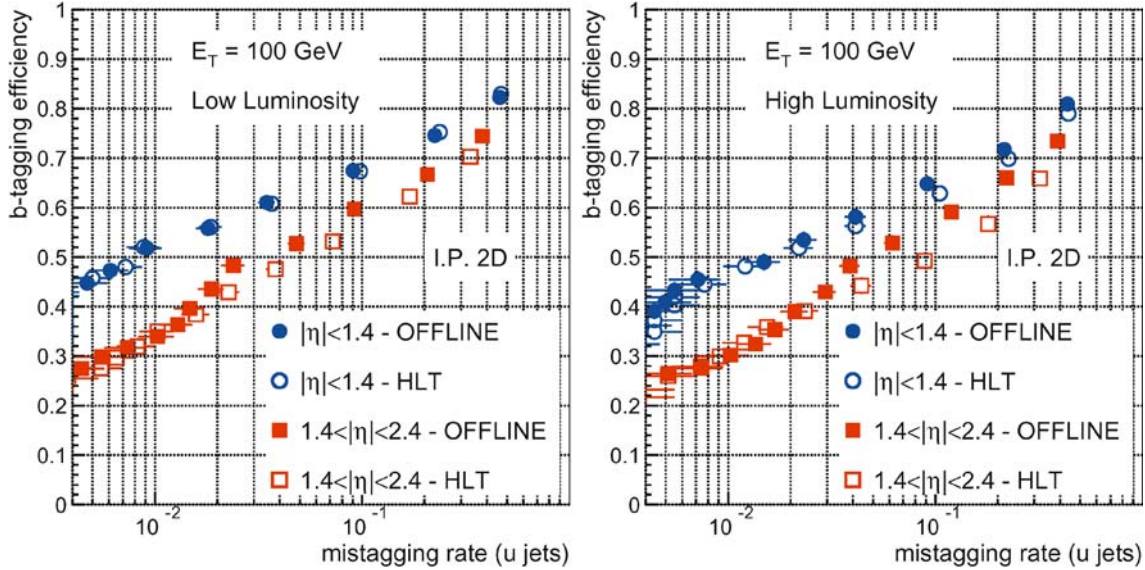 b-tagging efficiency
1
0.9
0.8
0.7
0.6
0.5
0.4
0.3
0.2
0.1
0
E_T = 100 GeV
Low Luminosity
I.P. 2D
|η|<1.4 - OFFLINE
|η|<1.4 - HLT
1.4<|η|<2.4 - OFFLINE
1.4<|η|<2.4 - HLT
10⁻² 10⁻¹
mistagging rate (u jets)
b-tagging efficiency
1
0.9
0.8
0.7
0.6
0.5
0.4
0.3
0.2
0.1
0
E_T = 100 GeV
High Luminosity
I.P. 2D
|η|<1.4 - OFFLINE
|η|<1.4 - HLT
1.4<|η|<2.4 - OFFLINE
1.4<|η|<2.4 - HLT
10⁻² 10⁻¹
mistagging rate (u jets)